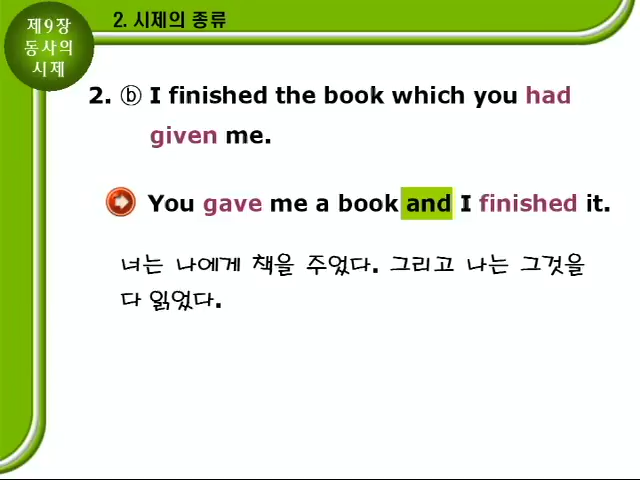 제9장
동사의
시제
2. 시제의 종류
2. ⓑ I finished the book which you had
given me.
You gave me a book and I finished it.
너는 나에게 책을 주었다. 그리고 나는 그것을
다 읽었다.